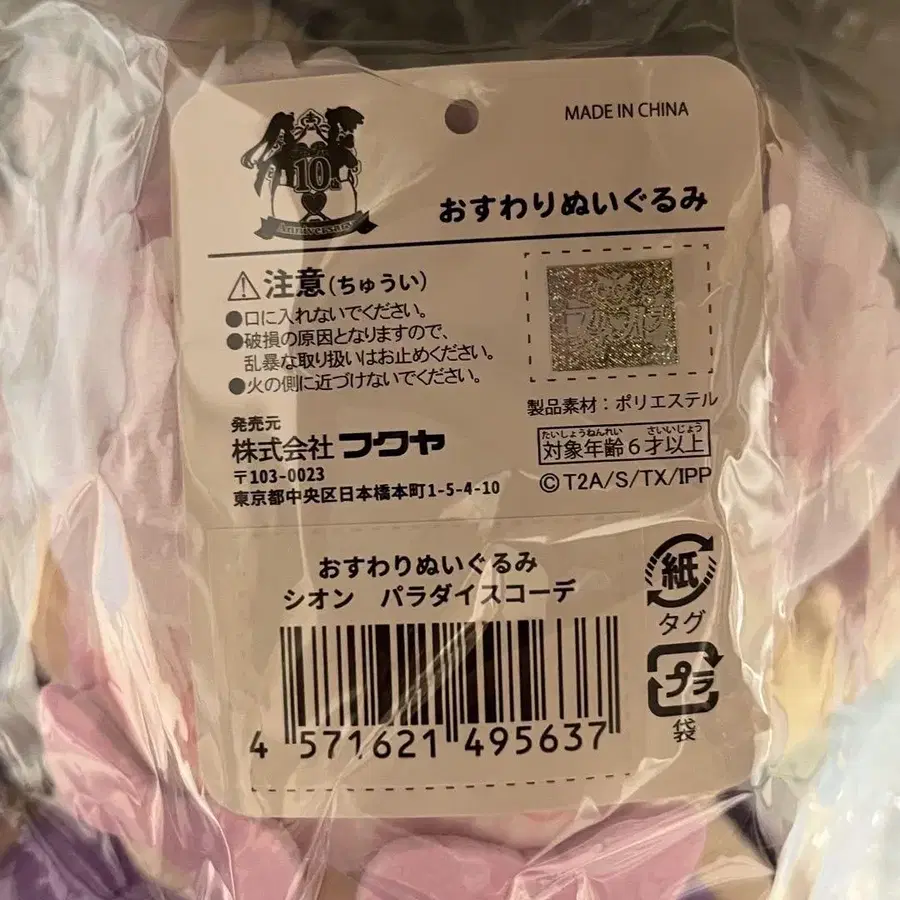 MADE IN CHINA
10th
Anniversary
おすわりぬいぐるみ
⚠注意(ちゅうい)
●口に入れないでください。
●破損の原因となりますので、
乱暴な取り扱いはお止めください。
●火の側に近づけないでください。
発売元
株式会社フクヤ
〒103-0023
東京都中央区日本橋本町1-5-4-10
製品素材：ポリエステル
たいしょうねんれい さいいじょう
対象年齢6才以上
©T2A/S/TX/IPP
おすわりぬいぐるみ
シオン パラダイスコーデ
4 571621 495637
紙
タグ
プラ
袋